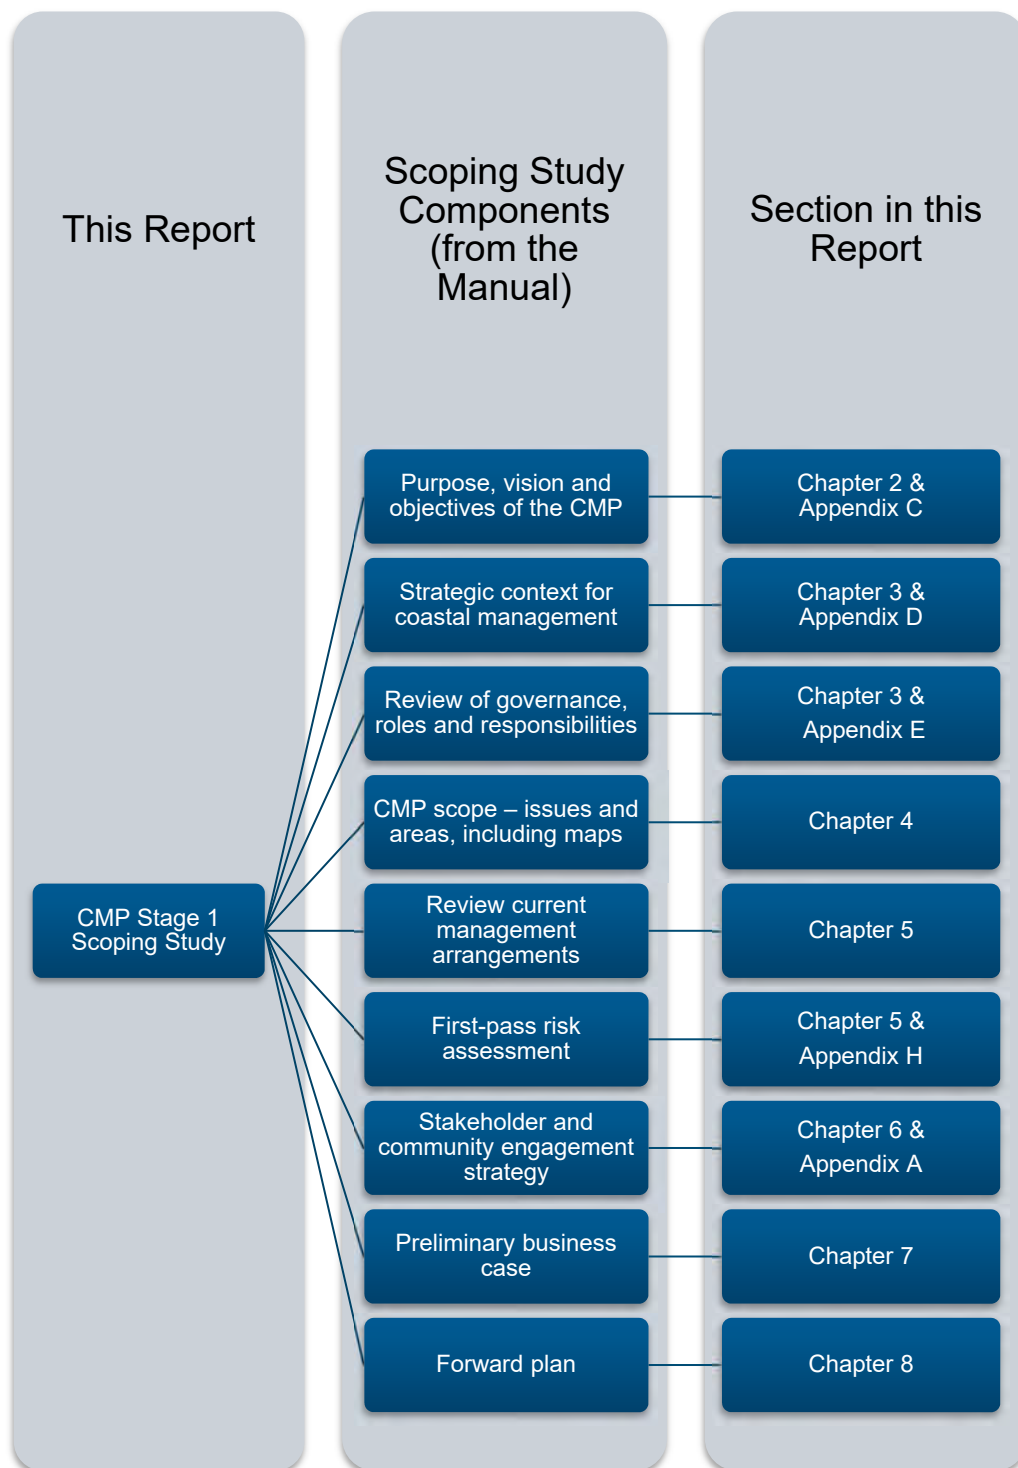 This Report
Scoping Study
Components
(from the
Manual)
Section in this
Report
CMP Stage 1
Scoping Study
Purpose, vision and
objectives of the CMP
Chapter 2 &
Appendix C
Strategic context for
coastal management
Chapter 3 &
Appendix D
Review of governance,
roles and responsibilities
Chapter 3 &
Appendix E
CMP scope – issues and
areas, including maps
Chapter 4
Review current
management
arrangements
Chapter 5
First-pass risk
assessment
Chapter 5 &
Appendix H
Stakeholder and
community engagement
strategy
Chapter 6 &
Appendix A
Preliminary business
case
Chapter 7
Forward plan
Chapter 8